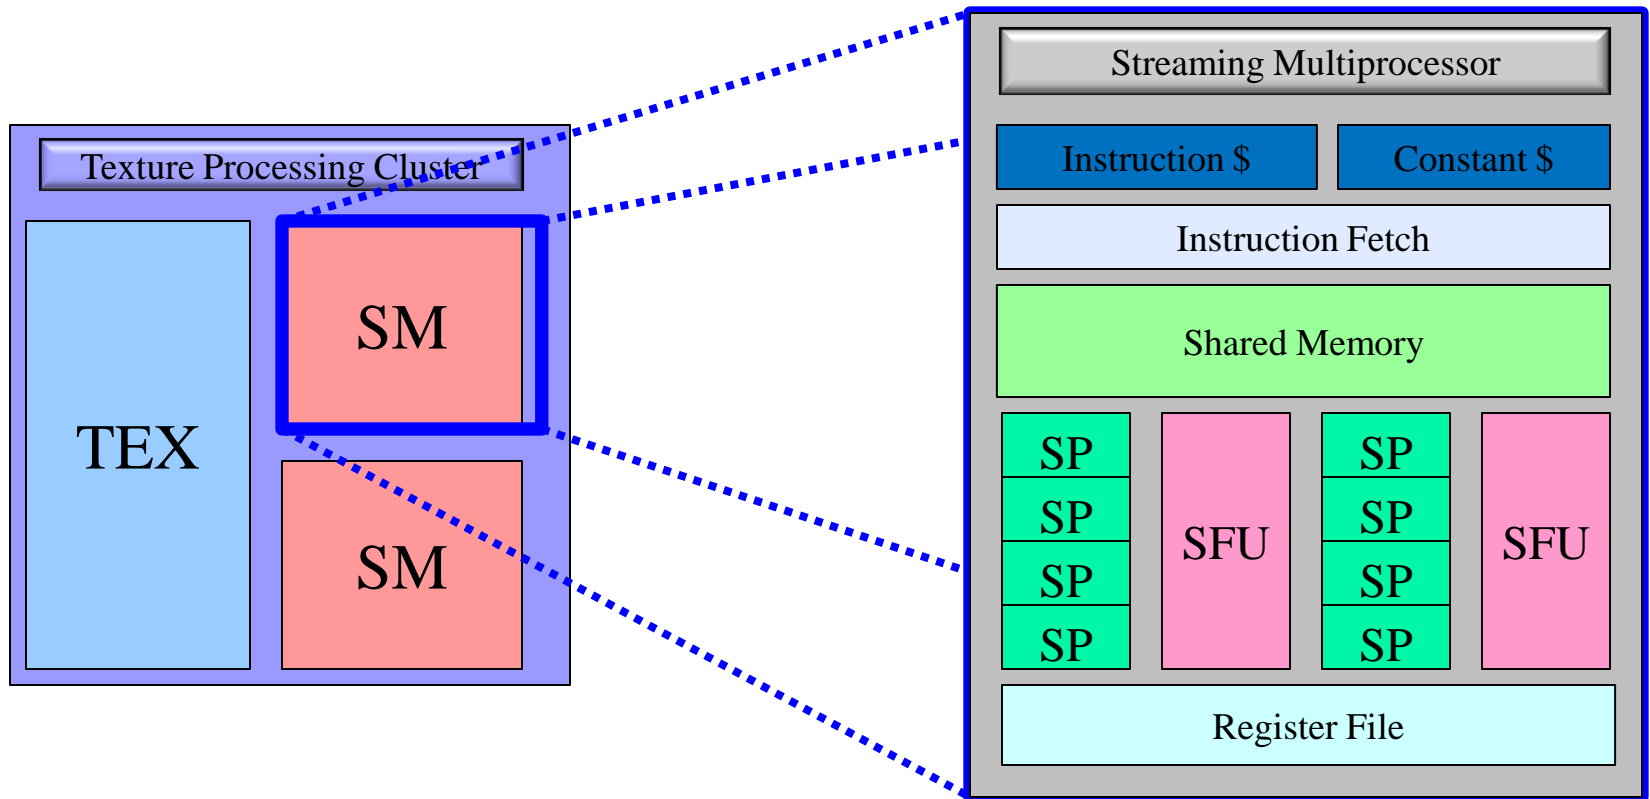 Texture Processing Cluster
TEX
SM
SM
Streaming Multiprocessor
Instruction $
Constant $
Instruction Fetch
Shared Memory
SP
SP
SP
SP
SFU
SP
SP
SP
SP
SFU
Register File